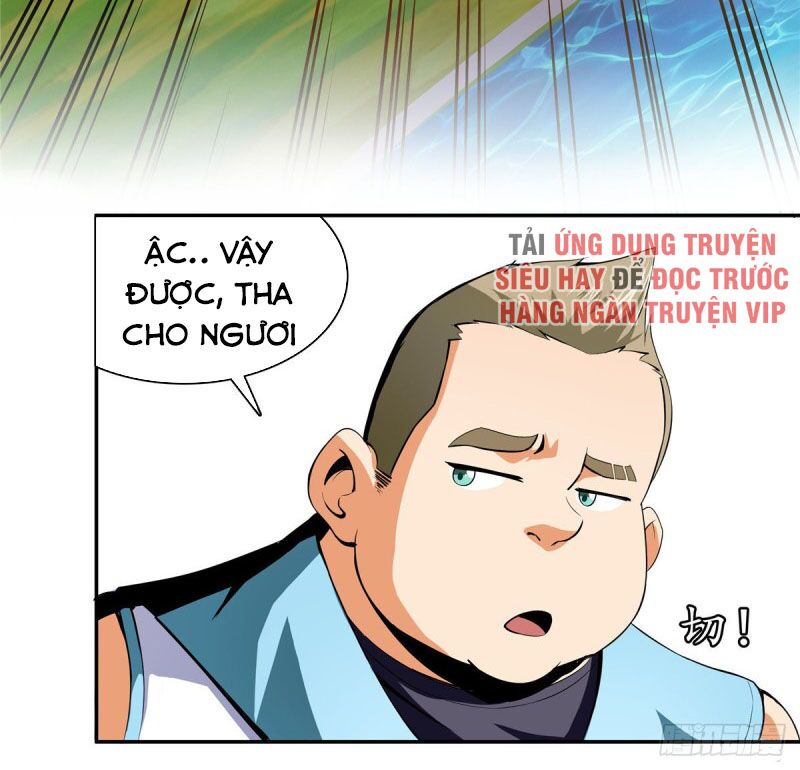 ẬC.. VẬY
ĐƯỢC, THA
CHO NGƯƠI
TẢI ỨNG DỤNG TRUYỆN
SIÊU HAY ĐỂ ĐỌC TRƯỚC
HÀNG NGÀN TRUYỆN VIP
切!